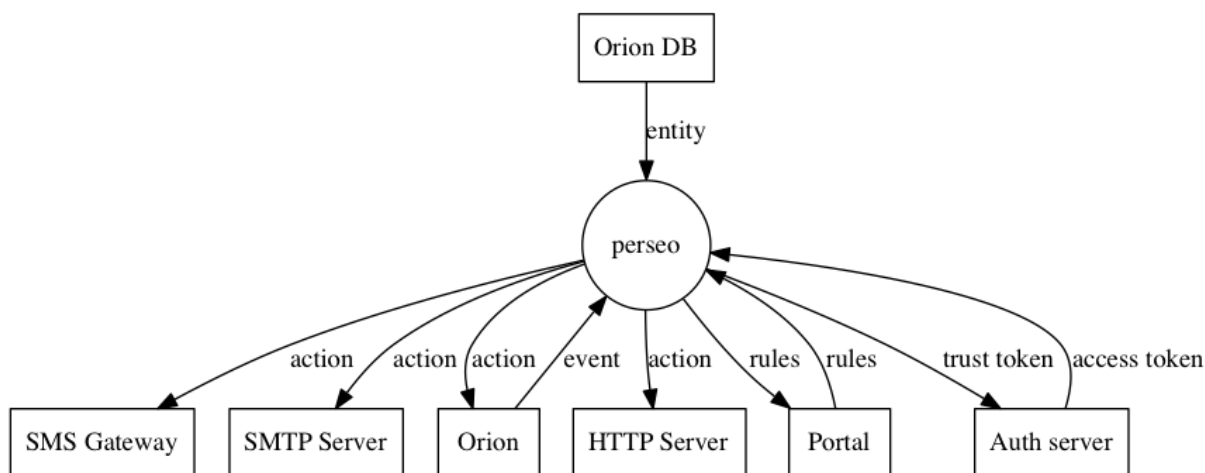 Orion DB
entity
perseo
action
action
action
event
action
rules
rules
trust token
access token
SMS Gateway
SMTP Server
Orion
HTTP Server
Portal
Auth server